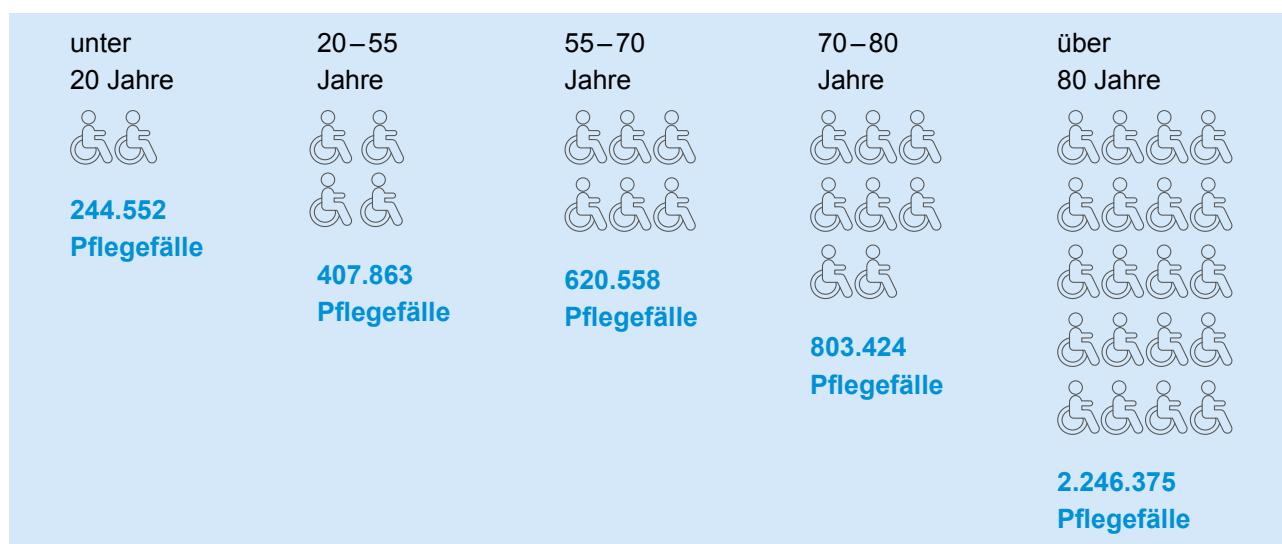 unter
20 Jahre
244.552
Pflegefälle
20–55
Jahre
407.863
Pflegefälle
55–70
Jahre
620.558
Pflegefälle
70–80
Jahre
803.424
Pflegefälle
über
80 Jahre
2.246.375
Pflegefälle